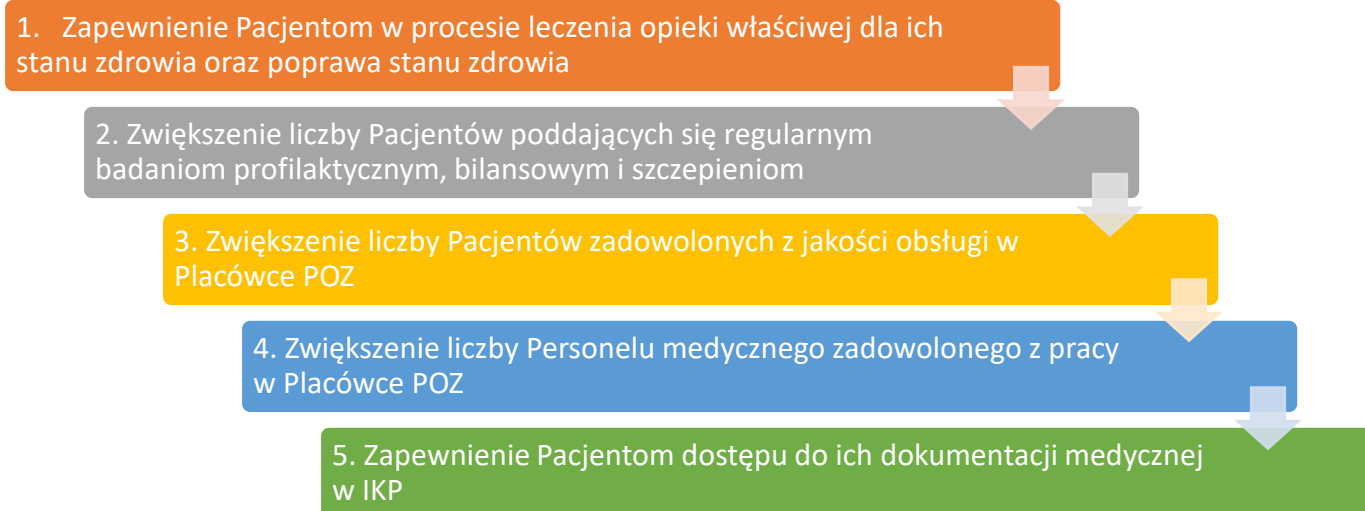 1. Zapewnienie Pacjentom w procesie leczenia opieki właściwej dla ich
stanu zdrowia oraz poprawa stanu zdrowia
2. Zwiększenie liczby Pacjentów poddających się regularnym
badaniom profilaktycznym, bilansowym i szczepieniom
3. Zwiększenie liczby Pacjentów zadowolonych z jakości obsługi w
Placówce POZ
4. Zwiększenie liczby Personelu medycznego zadowolonego z pracy
w Placówce POZ
5. Zapewnienie Pacjentom dostępu do ich dokumentacji medycznej
w IKP